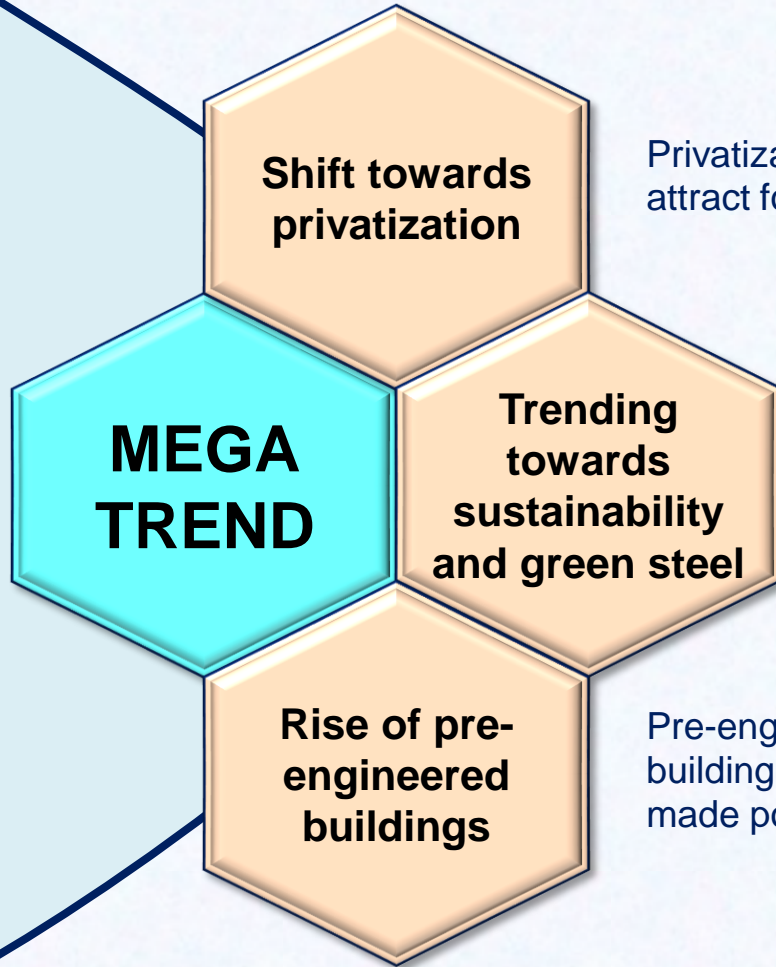 Shift towards
privatization
Privatiza
attract fo
MEGA
TREND
Trending
towards
sustainability
and green steel
Rise of pre-
engineered
buildings
Pre-eng
building
made po